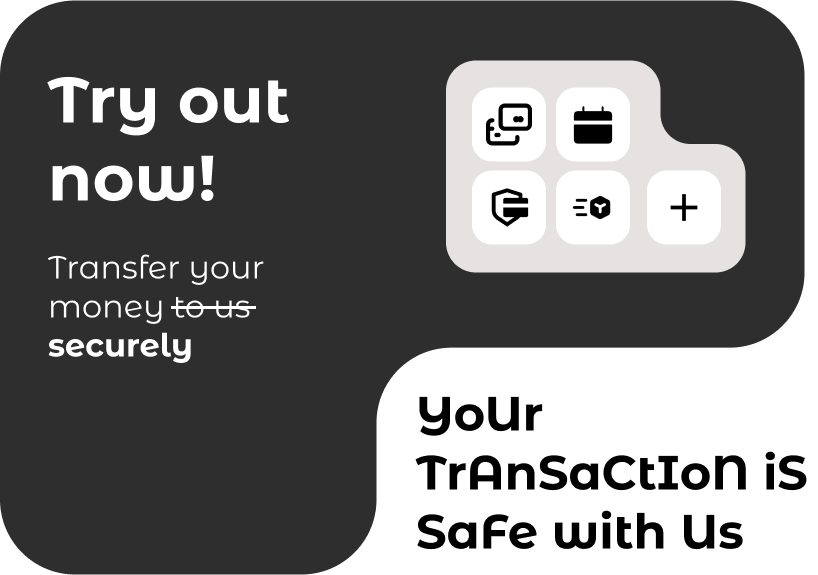 Try out
now!
Transfer your
money to us
securely
YoUr
TrAnSaCtIoN iS
SaFe with Us